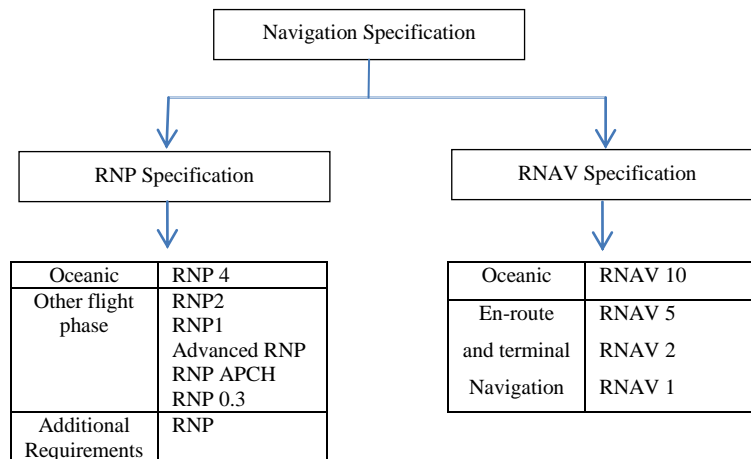 Navigation Specification
RNP Specification
RNAV Specification
Oceanic RNP 4
Other flight RNP2
phase RNP1
Advanced RNP
RNP APCH
RNP 0.3
Additional RNP
Requirements
Oceanic RNAV 10
En-route RNAV 5
and terminal RNAV 2
Navigation RNAV 1